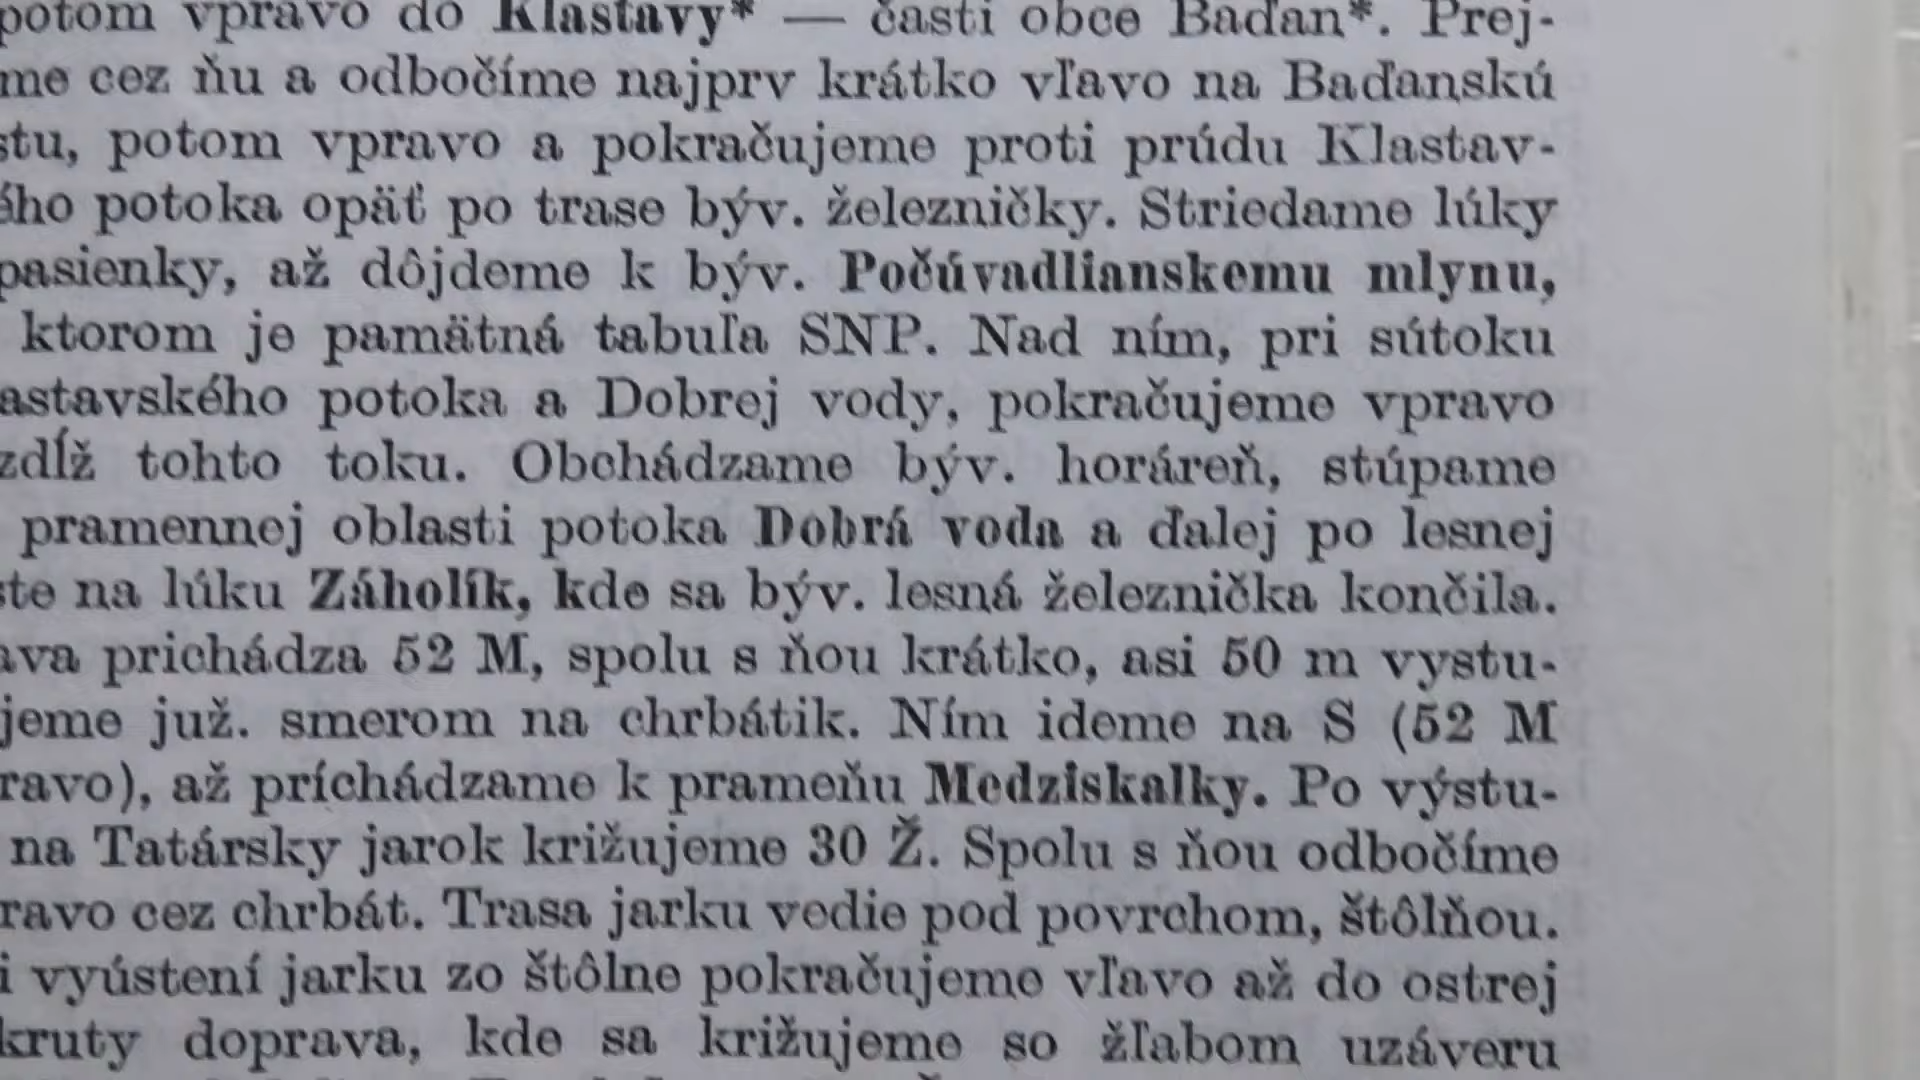 potom vpravo do Klastavy* — časti obce Baďan*. Prej-
me cez ňu a odbočíme najprv krátko vľavo na Baďanskú
stu, potom vpravo a pokračujeme proti prúdu Klastav-
ého potoka opäť po trase býv. železničky. Striedame lúky
pasienky, až dôjdeme k býv. Počúvadlianskemu mlynu,
ktorom je pamätná tabuľa SNP. Nad ním, pri sútoku
astavského potoka a Dobrej vody, pokračujeme vpravo
zdĺž tohto toku. Obchádzame býv. horáreň, stúpame
pramennej oblasti potoka Dobrá voda a ďalej po lesnej
ste na lúku Záholík, kde sa býv. lesná železnička končila.
ava prichádza 52 M, spolu s ňou krátko, asi 50 m vystu-
jeme juž. smerom na chrbátik. Ním ideme na S (52 M
ravo), až príchádzame k prameňu Medziskalky. Po výstu-
na Tatársky jarok križujeme 30 Ž. Spolu s ňou odbočíme
ravo cez chrbát. Trasa jarku vedie pod povrchom, štôlňou.
i vyústení jarku zo štôlne pokračujeme vľavo až do ostrej
kruty doprava, kde sa križujeme so žľabom uzáveru